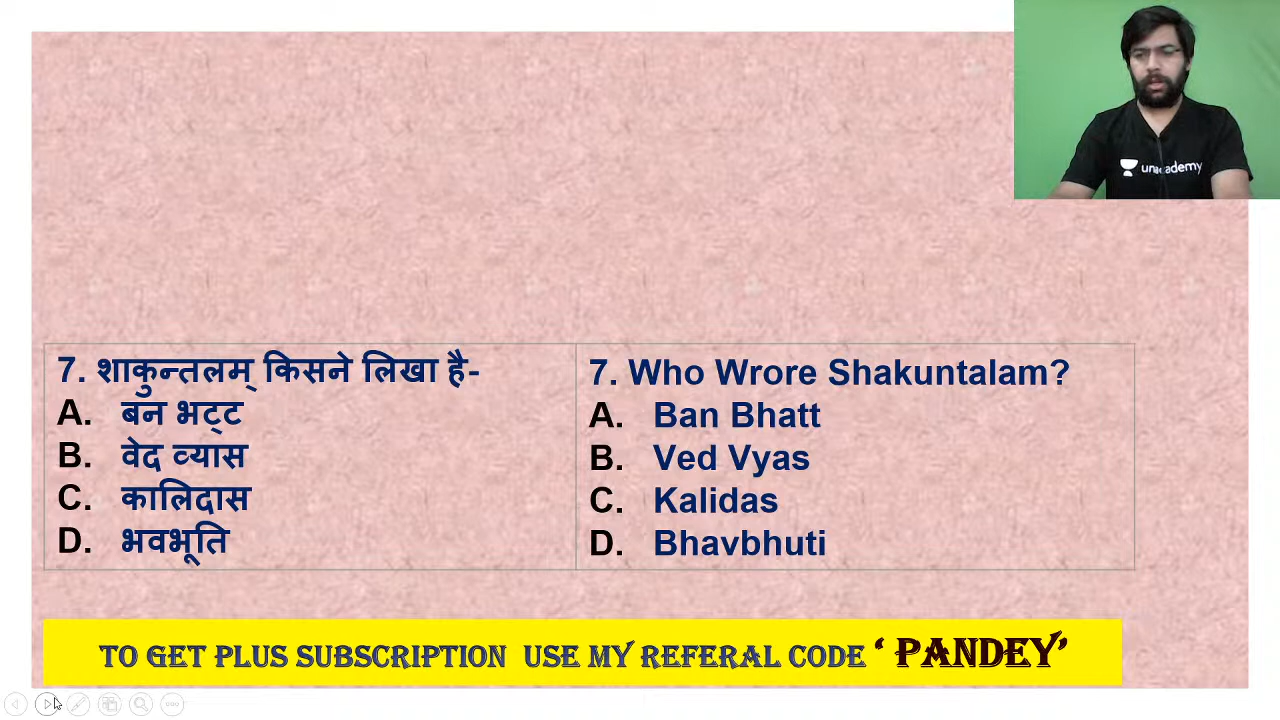 unacademy
7. शाकुन्तलम् किसने लिखा है-
A. बन भट्ट
B. वेद व्यास
C. कालिदास
D. भवभूति
7. Who Wrore Shakuntalam?
A. Ban Bhatt
B. Ved Vyas
C. Kalidas
D. Bhavbhuti
TO GET PLUS SUBSCRIPTION USE MY REFERAL CODE ‘ PANDEY’